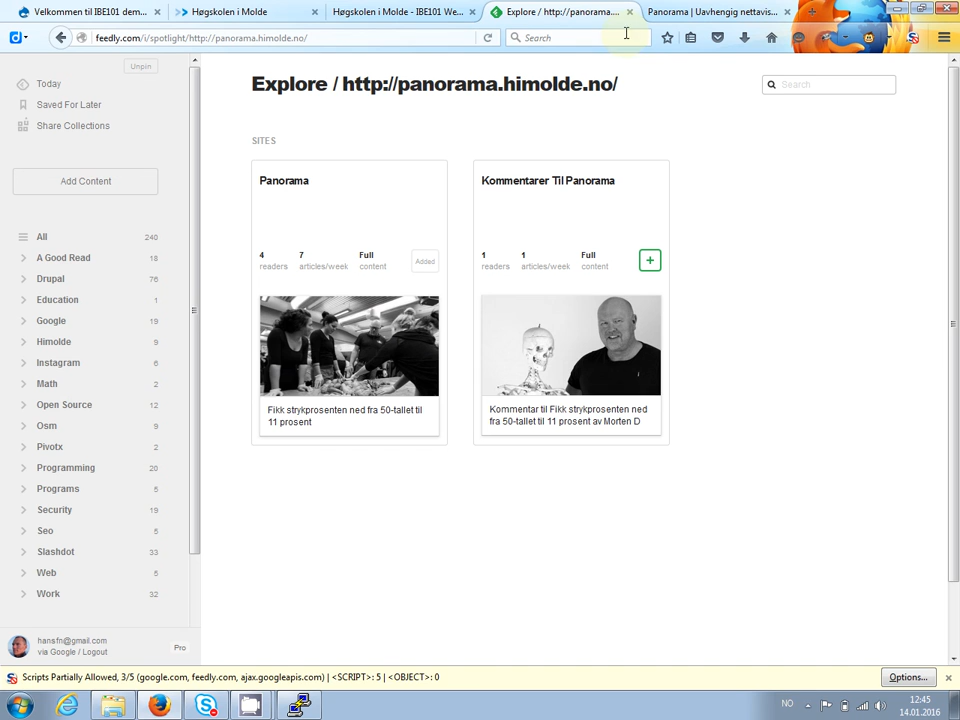 Velkommen til IBE101 dem...
Høgskolen i Molde
Høgskolen i Molde - IBE101 We...
Explore / http://panorama....
Panorama | Uavhengig nettavis...
feedly.com/i/spotlight/http://panorama.himolde.no/
Search
Unpin
Today
Saved For Later
Share Collections
Add Content
All 240
A Good Read 18
Drupal 76
Education 1
Google 19
Himolde 9
Instagram 6
Math 2
Open Source 12
Osm 9
Pivotx 2
Programming 20
Programs 5
Security 19
Seo 5
Slashdot 33
Web 5
Work 32
hansfn@gmail.com
via Google / Logout
Pro
Explore / http://panorama.himolde.no/
Search
SITES
Panorama
4 7 Full
readers articles/week content
Added
Fikk strykprosenten ned fra 50-tallet til
11 prosent
Kommentarer Til Panorama
1 1 Full
readers articles/week content
+
Kommentar til Fikk strykprosenten ned
fra 50-tallet til 11 prosent av Morten D
Scripts Partially Allowed, 3/5 (google.com, feedly.com, ajax.googleapis.com) | <SCRIPT>: 5 | <OBJECT>: 0
Options...
NO
12:45
14.01.2016